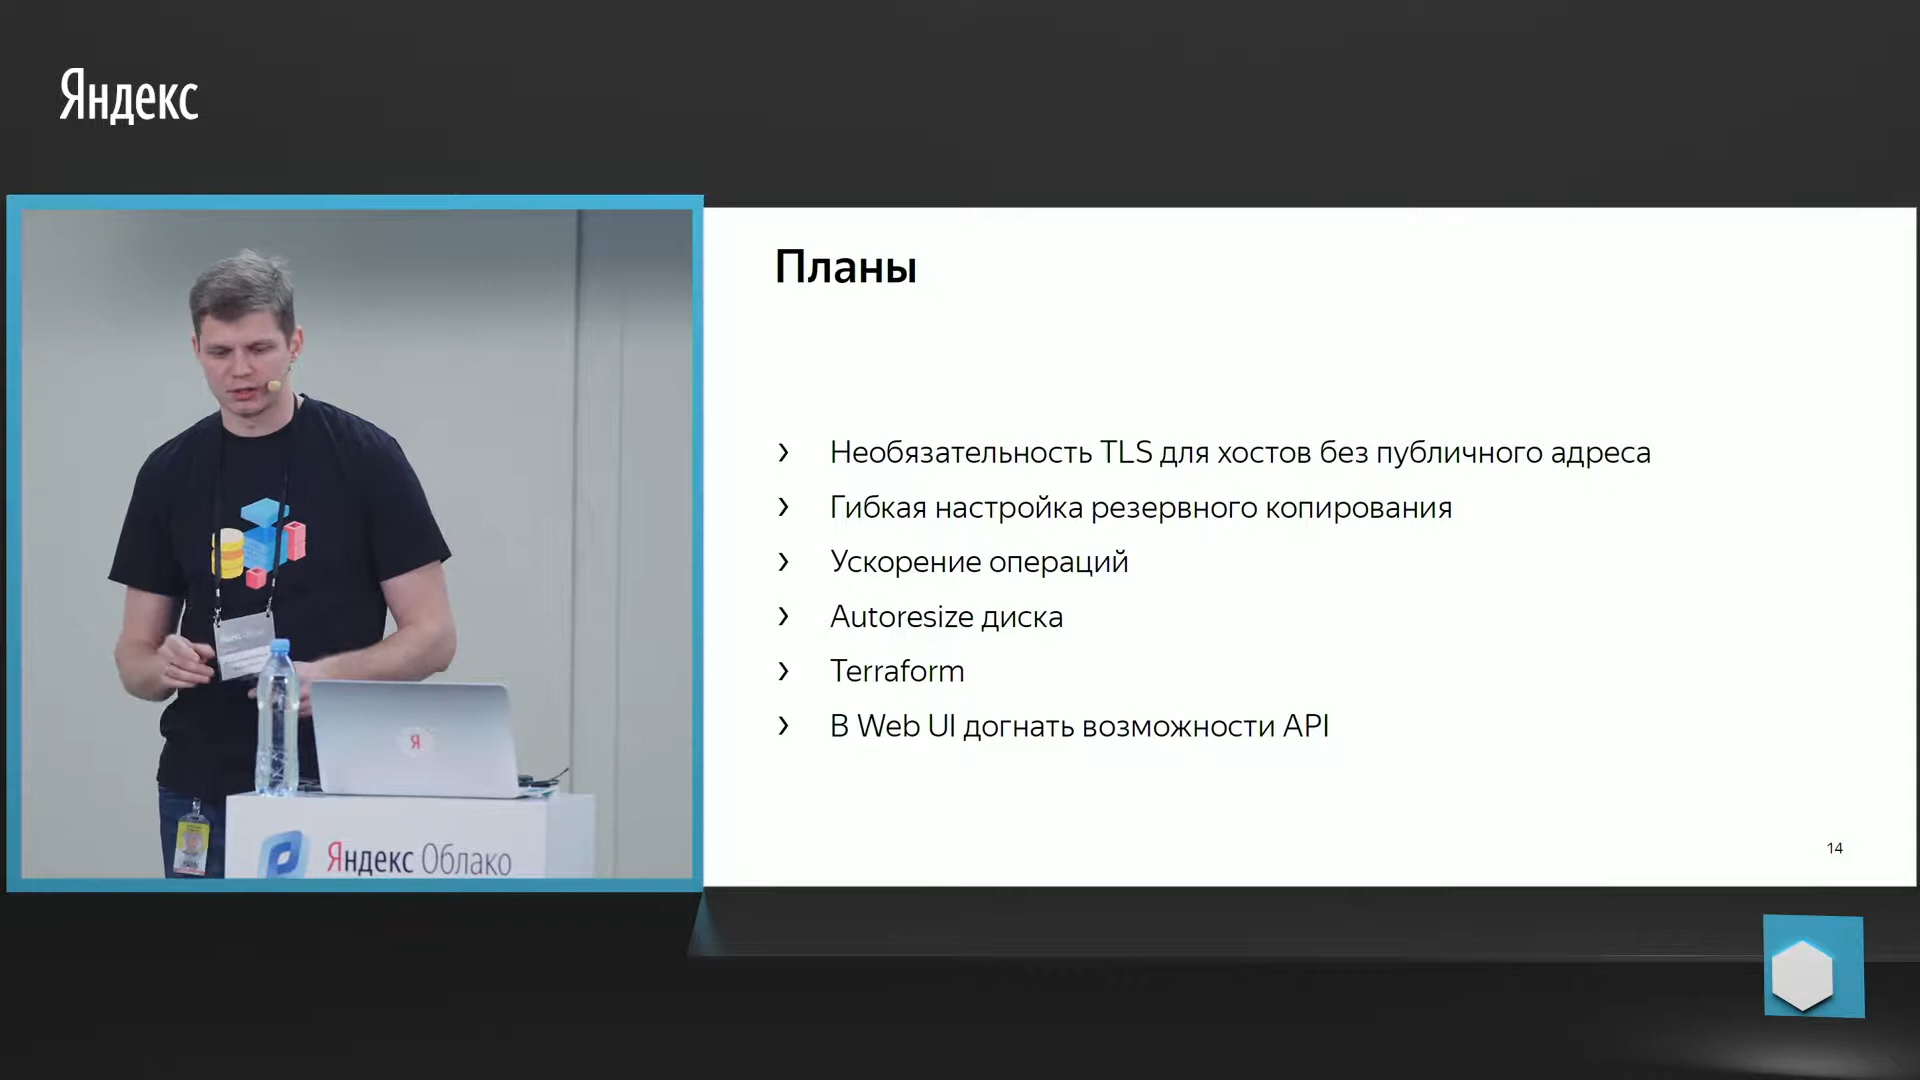 Яндекс
Планы
› Необязательность TLS для хостов без публичного адреса
› Гибкая настройка резервного копирования
› Ускорение операций
› Autoresize диска
› Terraform
› В Web UI догнать возможности API
14
Я
Яндекс Облако